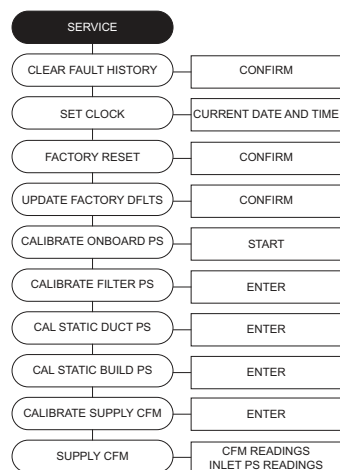 SERVICE
CLEAR FAULT HISTORY
CONFIRM
SET CLOCK
CURRENT DATE AND TIME
FACTORY RESET
CONFIRM
UPDATE FACTORY DFLTS
CONFIRM
CALIBRATE ONBOARD PS
START
CALIBRATE FILTER PS
ENTER
CAL STATIC DUCT PS
ENTER
CAL STATIC BUILD PS
ENTER
CALIBRATE SUPPLY CFM
ENTER
SUPPLY CFM
CFM READINGS
INLET PS READINGS